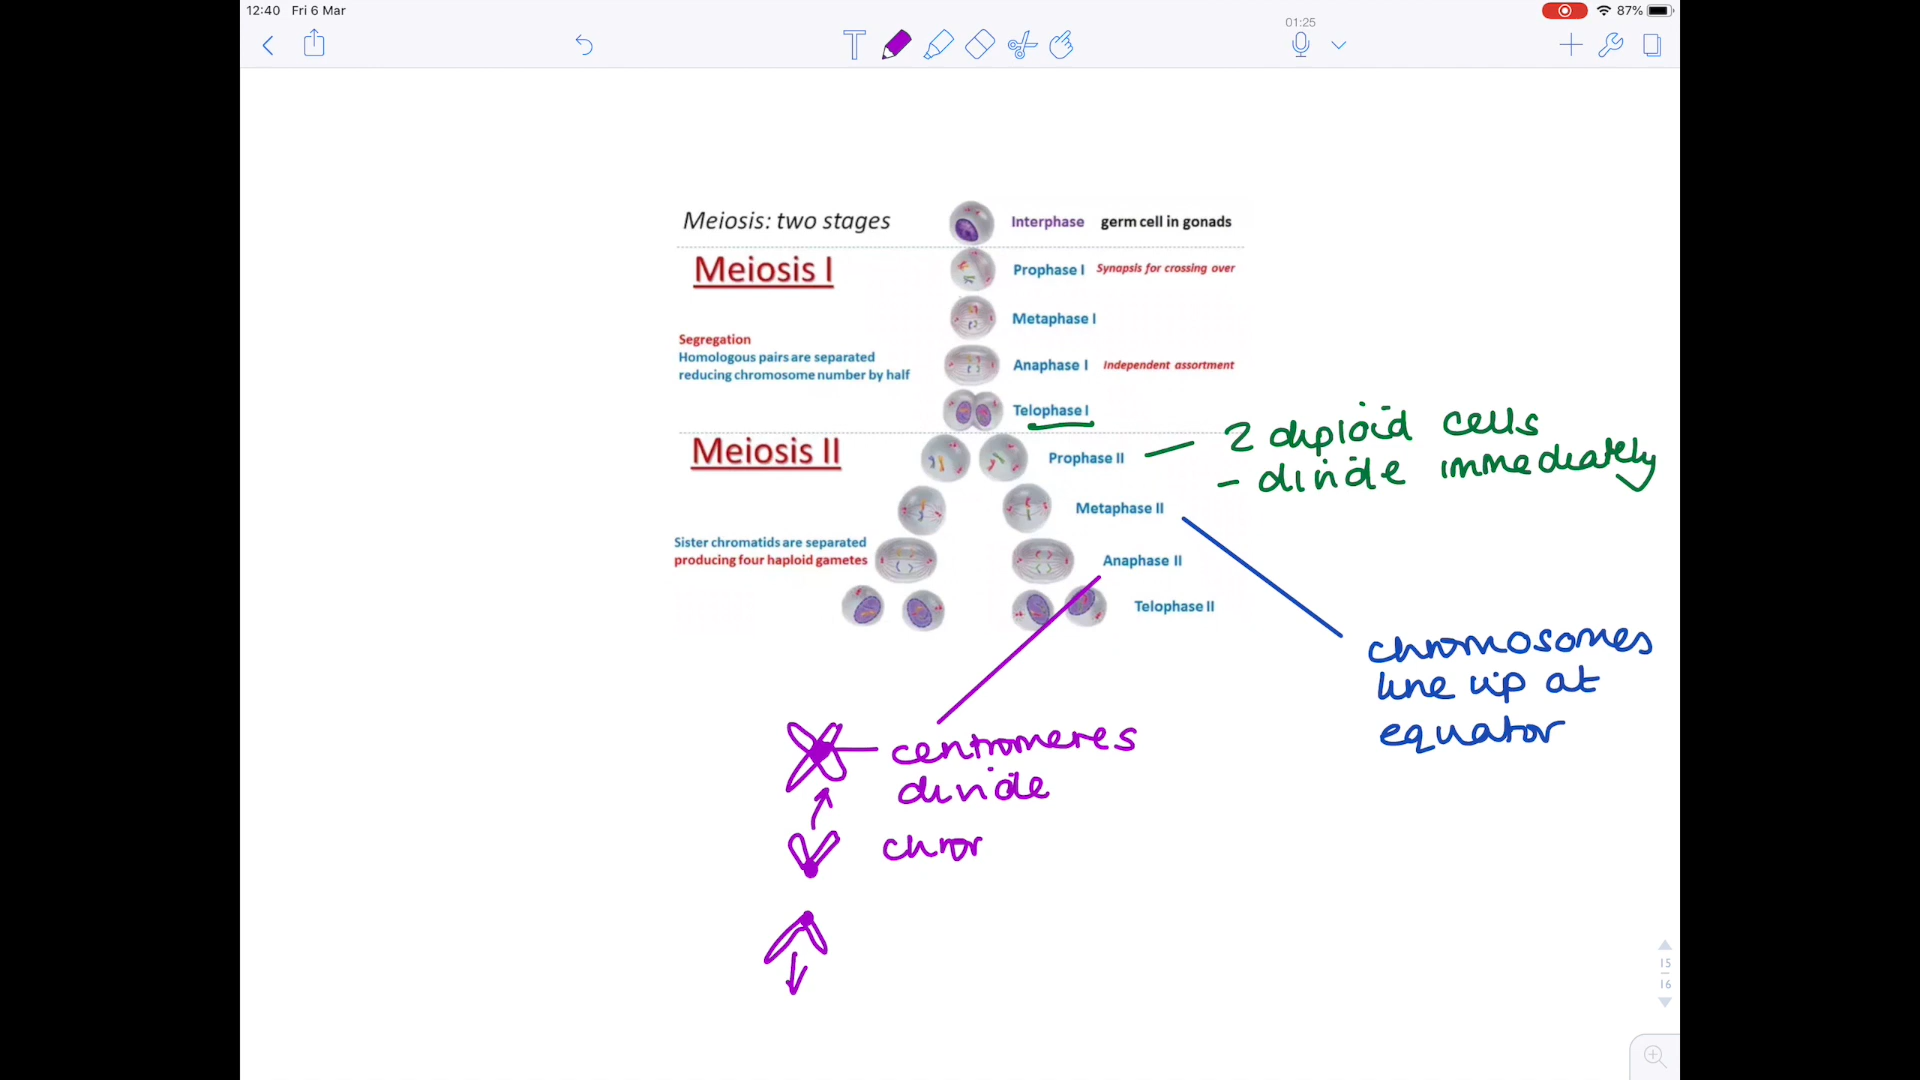 12:40 Fri 6 Mar
87%
01:25
T
Meiosis: two stages
Interphase germ cell in gonads
Meiosis I
Prophase I Synapsis for crossing over
Metaphase I
Segregation
Homologous pairs are separated
reducing chromosome number by half
Anaphase I Independent assortment
Telophase I
Meiosis II
Prophase II
2 diploid cells
- divide immediately
Metaphase II
Sister chromatids are separated
producing four haploid gametes
Anaphase II
Telophase II
chromosomes
line up at
equator
centromeres
divide
chror
15
16